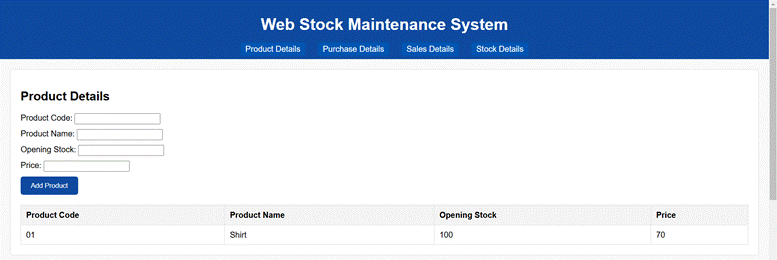 Web Stock Maintenance System
Product Details Purchase Details Sales Details Stock Details
Product Details
Product Code:
Product Name:
Opening Stock:
Price:
Add Product
Product Code Product Name Opening Stock Price
01 Shirt 100 70